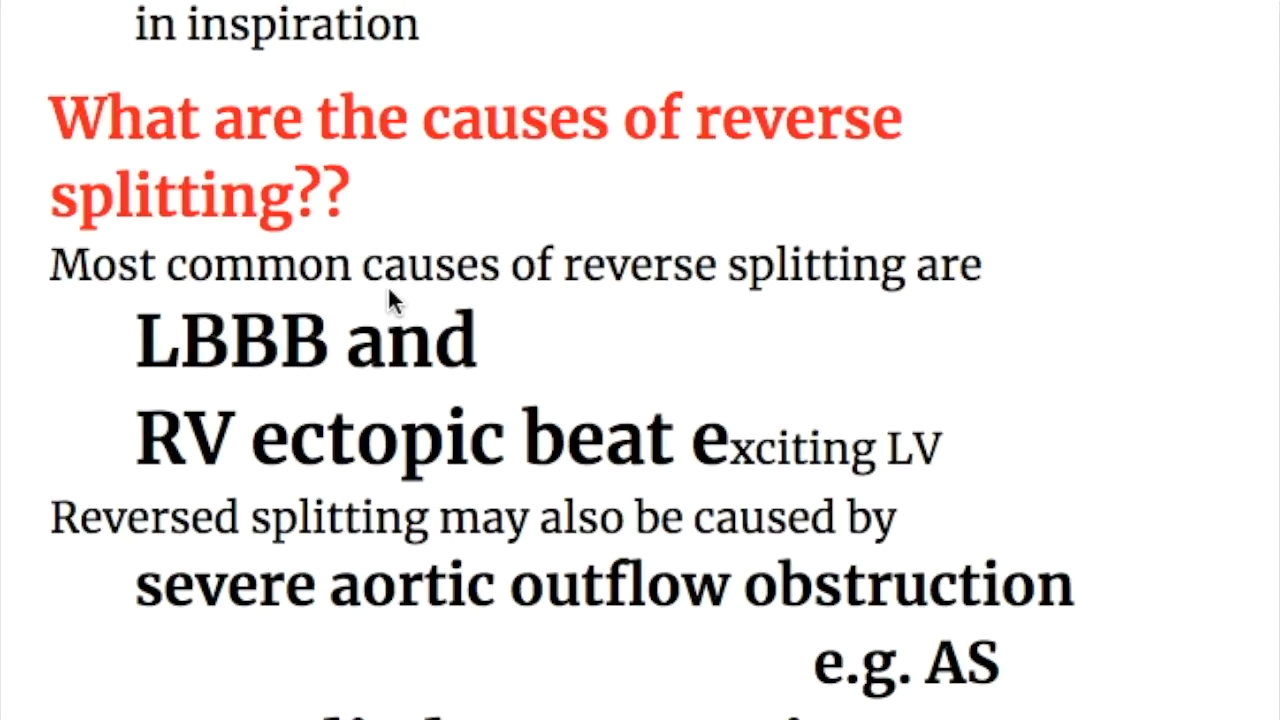 in inspiration
What are the causes of reverse
splitting??
Most common causes of reverse splitting are
LBBB and
RV ectopic beat exciting LV
Reversed splitting may also be caused by
severe aortic outflow obstruction
e.g. AS